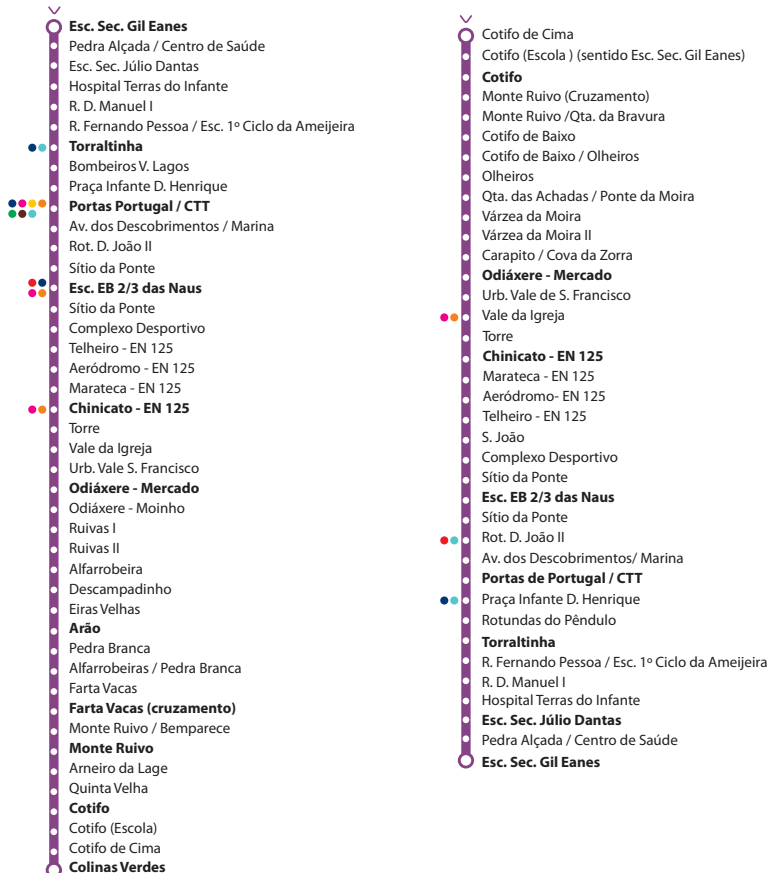 Esc. Sec. Gil Eanes
Pedra Alçada / Centro de Saúde
Esc. Sec. Júlio Dantas
Hospital Terras do Infante
R. D. Manuel I
R. Fernando Pessoa / Esc. 1º Ciclo da Ameijeira
Torraltinha
Bombeiros V. Lagos
Praça Infante D. Henrique
Portas Portugal / CTT
Av. dos Descobrimentos / Marina
Rot. D. João II
Sítio da Ponte
Esc. EB 2/3 das Naus
Sítio da Ponte
Complexo Desportivo
Telheiro - EN 125
Aeródromo - EN 125
Marateca - EN 125
Chinicato - EN 125
Torre
Vale da Igreja
Urb. Vale S. Francisco
Odiáxere - Mercado
Odiáxere - Moinho
Ruivas I
Ruivas II
Alfarrobeira
Descampadinho
Eiras Velhas
Arão
Pedra Branca
Alfarrobeiras / Pedra Branca
Farta Vacas
Farta Vacas (cruzamento)
Monte Ruivo / Bemparece
Monte Ruivo
Arneiro da Lage
Quinta Velha
Cotifo
Cotifo (Escola)
Cotifo de Cima
Colinas Verdes
Cotifo de Cima
Cotifo (Escola ) (sentido Esc. Sec. Gil Eanes)
Cotifo
Monte Ruivo (Cruzamento)
Monte Ruivo /Qta. da Bravura
Cotifo de Baixo
Cotifo de Baixo / Olheiros
Olheiros
Qta. das Achadas / Ponte da Moira
Várzea da Moira
Várzea da Moira II
Carapito / Cova da Zorra
Odiáxere - Mercado
Urb. Vale de S. Francisco
Vale da Igreja
Torre
Chinicato - EN 125
Marateca - EN 125
Aeródromo- EN 125
Telheiro - EN 125
S. João
Complexo Desportivo
Sítio da Ponte
Esc. EB 2/3 das Naus
Sítio da Ponte
Rot. D. João II
Av. dos Descobrimentos/ Marina
Portas de Portugal / CTT
Praça Infante D. Henrique
Rotundas do Pêndulo
Torraltinha
R. Fernando Pessoa / Esc. 1º Ciclo da Ameijeira
R. D. Manuel I
Hospital Terras do Infante
Esc. Sec. Júlio Dantas
Pedra Alçada / Centro de Saúde
Esc. Sec. Gil Eanes